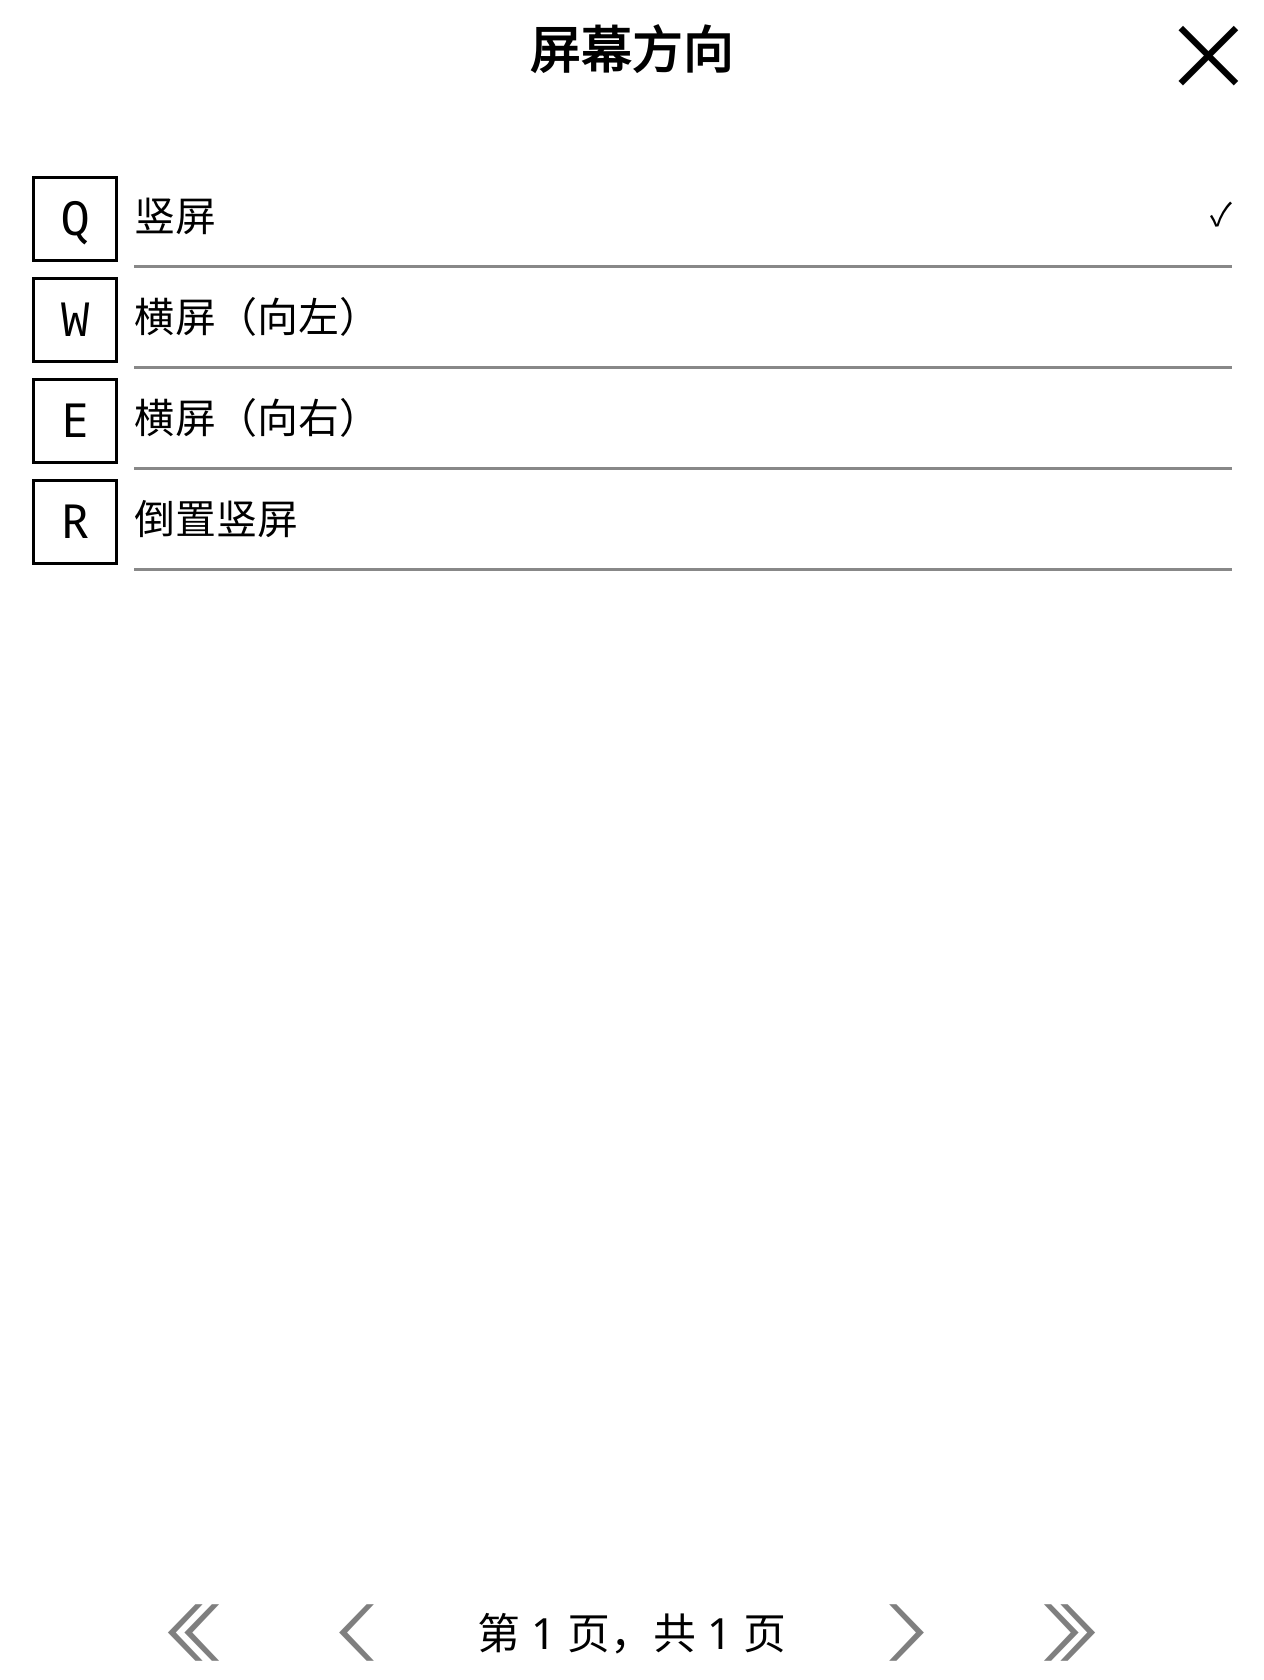 屏幕方向
Q 竖屏 ✓
W 横屏（向左）
E 横屏（向右）
R 倒置竖屏
第 1 页，共 1 页